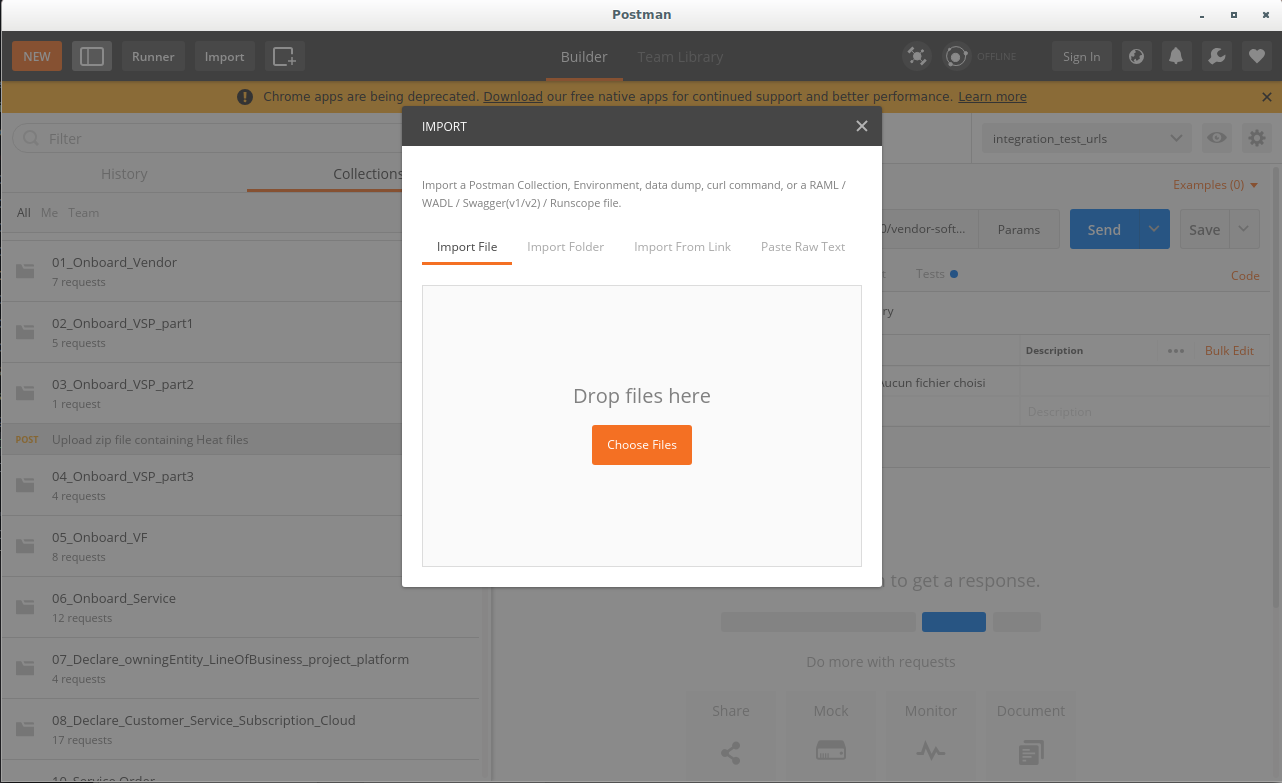 Postman
NEW
Runner
Import
Builder
Team Library
OFFLINE
Sign In
Chrome apps are being deprecated. Download our free native apps for continued support and better performance. Learn more
Filter
integration_test_urls
History
Collections
All Me Team
01_Onboard_Vendor
7 requests
02_Onboard_VSP_part1
5 requests
03_Onboard_VSP_part2
1 request
POST Upload zip file containing Heat files
04_Onboard_VSP_part3
4 requests
05_Onboard_VF
8 requests
06_Onboard_Service
12 requests
07_Declare_owningEntity_LineOfBusiness_project_platform
4 requests
08_Declare_Customer_Service_Subscription_Cloud
17 requests
10_Service_Order
IMPORT
Import a Postman Collection, Environment, data dump, curl command, or a RAML /
WADL / Swagger(v1/v2) / Runscope file.
Import File
Import Folder
Import From Link
Paste Raw Text
Drop files here
Choose Files
Examples (0)
0/vendor-soft...
Params
Send
Save
Tests
Code
ry
Description
Bulk Edit
Aucun fichier choisi
Description
to get a response.
Do more with requests
Share
Mock
Monitor
Document